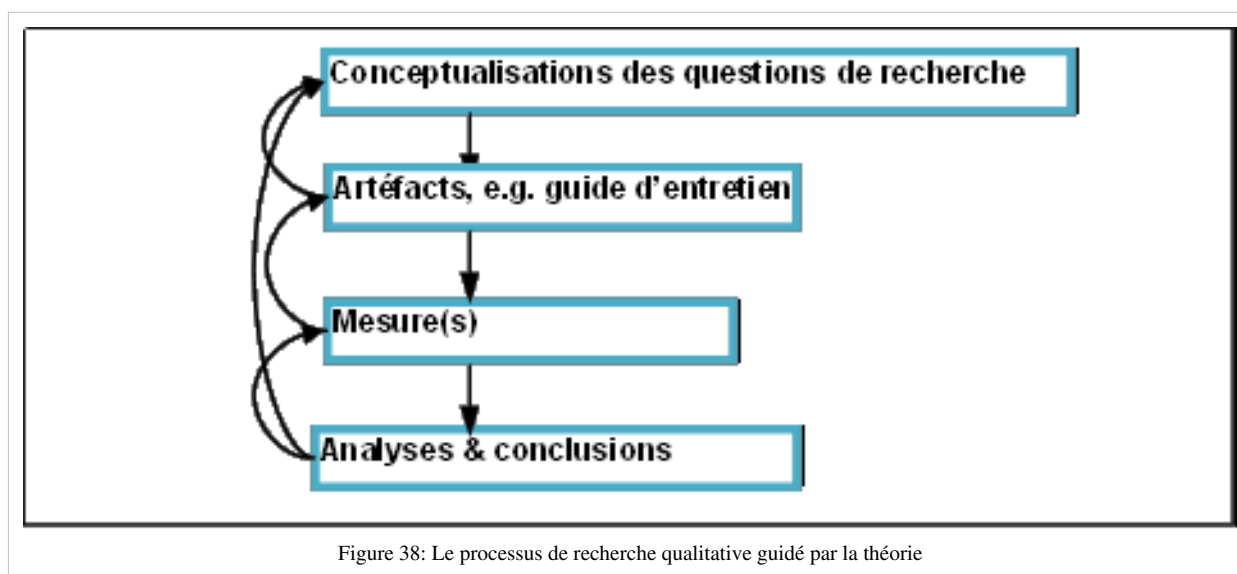 Conceptualisations des questions de recherche
Artéfacts, e.g. guide d'entretien
Mesure(s)
Analyses & conclusions
Figure 38: Le processus de recherche qualitative guidé par la théorie